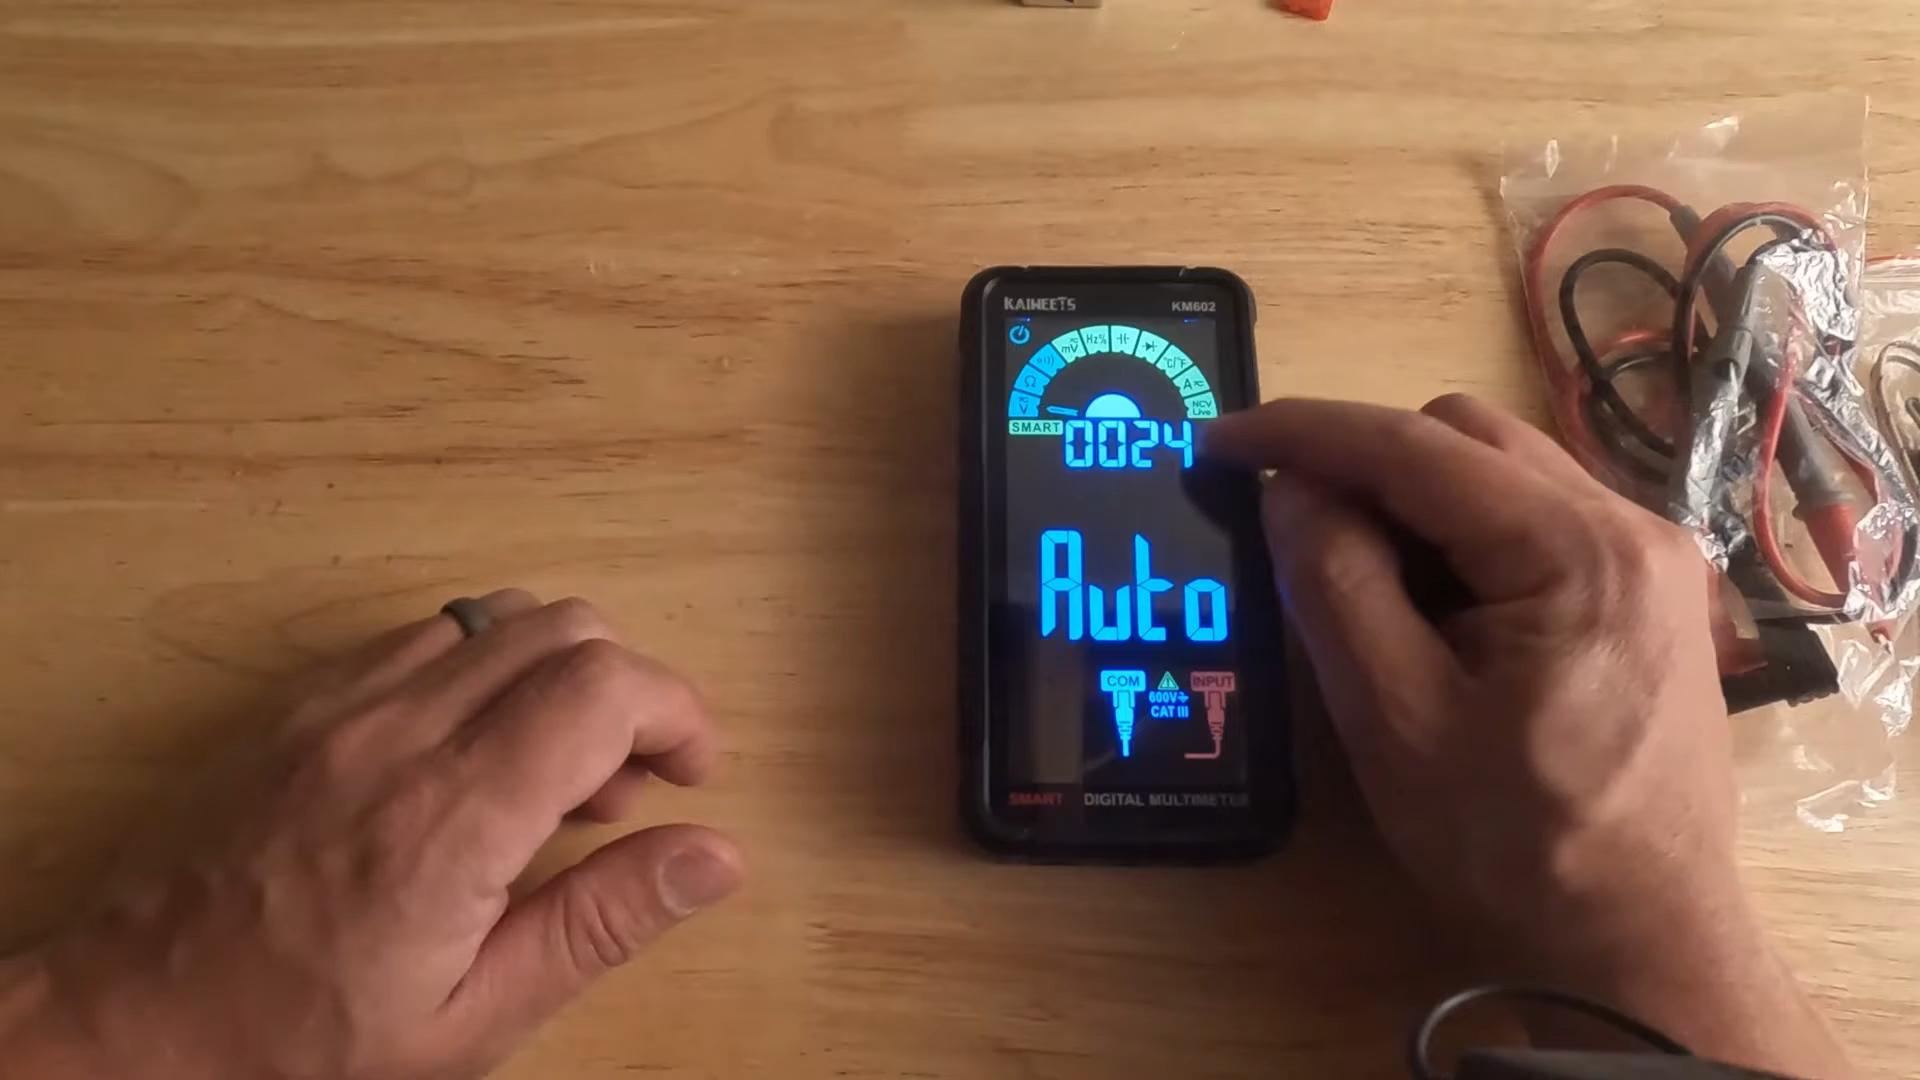 KAIWEETS KM602
Ω mV Hz% °C/°F A
V NCV
Live
SMART 0024
Auto
COM 600V INPUT
CAT III
SMART DIGITAL MULTIMETER